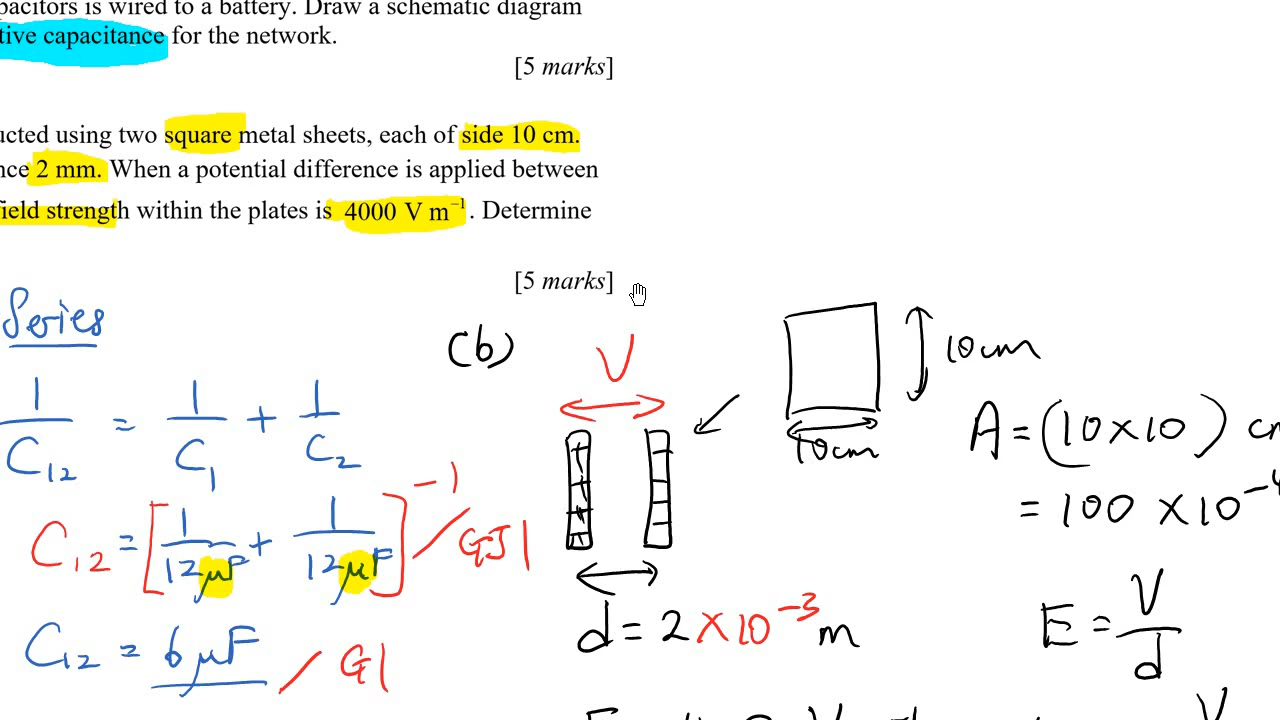 pacitors is wired to a battery. Draw a schematic diagram
tive capacitance for the network.
[5 marks]
ucted using two square metal sheets, each of side 10 cm.
nce 2 mm. When a potential difference is applied between
field strength within the plates is 4000 V m⁻¹. Determine
[5 marks]
Series
1/C₁₂ = 1/C₁ + 1/C₂
C₁₂ = [1/12μF + 1/12μF]⁻¹ / GJ1
C₁₂ = 6μF / G1
(b)
V
10cm
10cm
d = 2 × 10⁻³ m
A = (10×10) cm
= 100 × 10⁻⁴
E = V/d
V